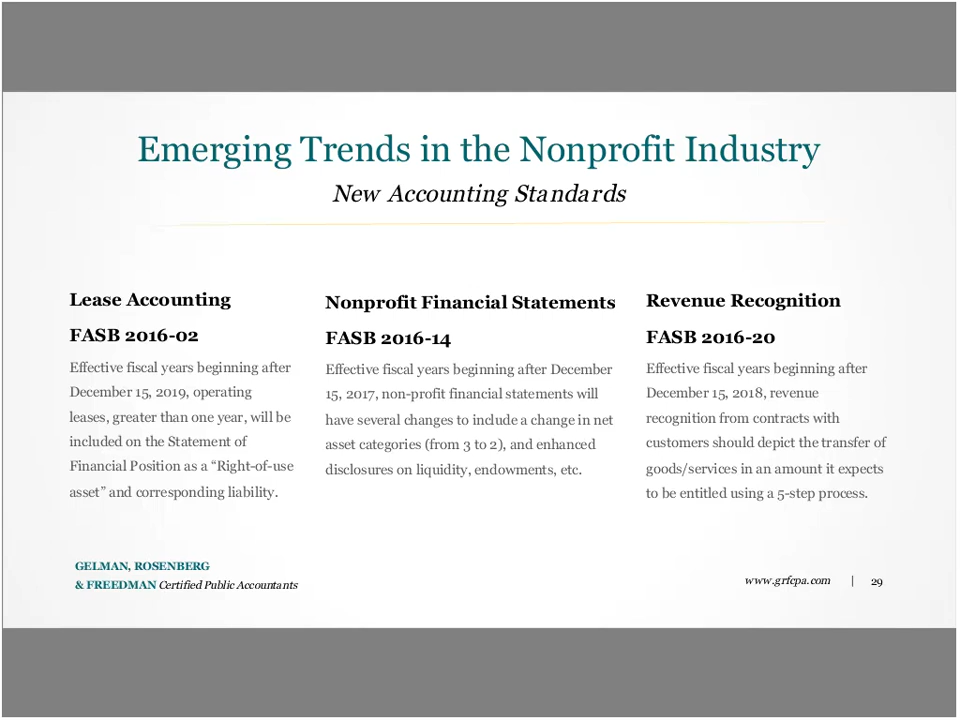 Emerging Trends in the Nonprofit Industry
New Accounting Standards
Lease Accounting
FASB 2016-02
Effective fiscal years beginning after
December 15, 2019, operating
leases, greater than one year, will be
included on the Statement of
Financial Position as a “Right-of-use
asset” and corresponding liability.
Nonprofit Financial Statements
FASB 2016-14
Effective fiscal years beginning after December
15, 2017, non-profit financial statements will
have several changes to include a change in net
asset categories (from 3 to 2), and enhanced
disclosures on liquidity, endowments, etc.
Revenue Recognition
FASB 2016-20
Effective fiscal years beginning after
December 15, 2018, revenue
recognition from contracts with
customers should depict the transfer of
goods/services in an amount it expects
to be entitled using a 5-step process.
GELMAN, ROSENBERG
& FREEDMAN Certified Public Accountants
www.grfcpa.com | 29